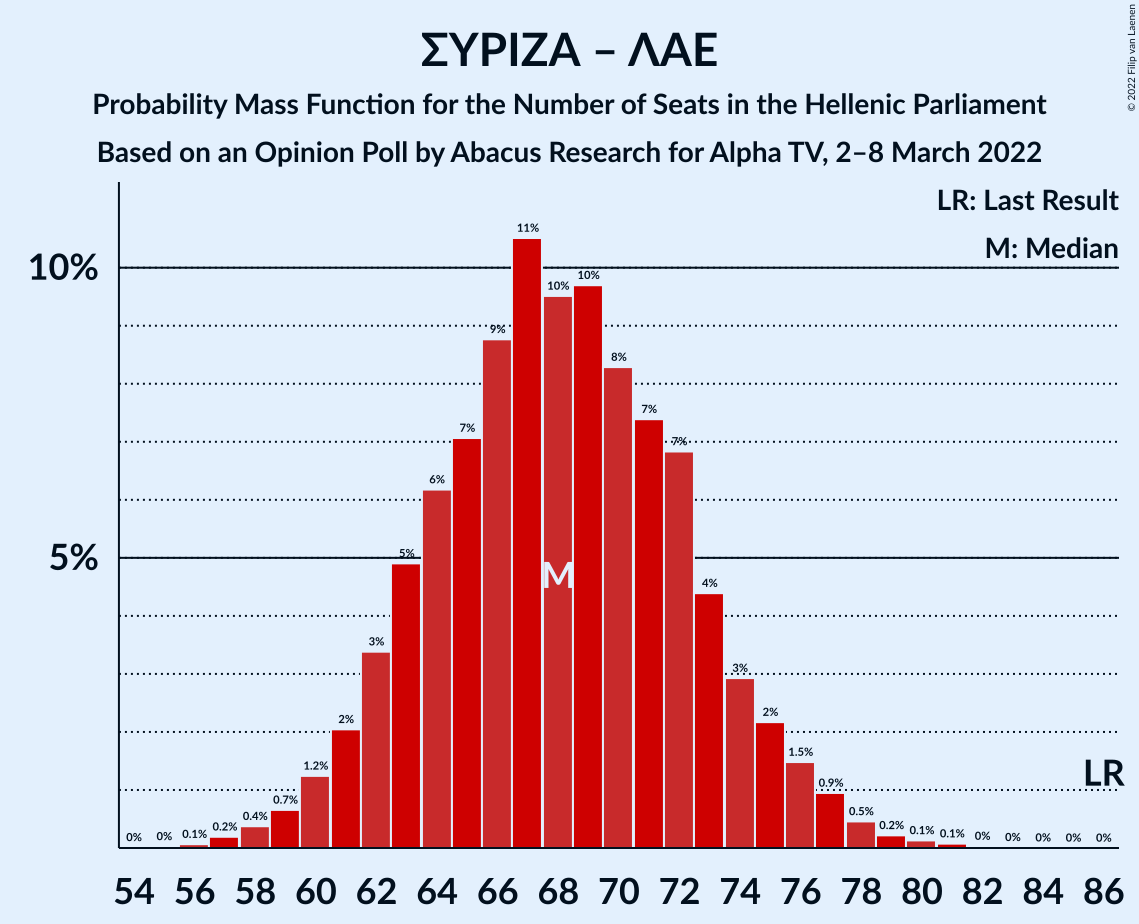 ΣΥΡΙΖΑ – ΛΑΕ
Probability Mass Function for the Number of Seats in the Hellenic Parliament
Based on an Opinion Poll by Abacus Research for Alpha TV, 2–8 March 2022
© 2022 Filip van Laenen
LR: Last Result
M: Median
10%
5%
0% 0% 0.1% 0.2% 0.4% 0.7% 1.2% 2% 3% 5% 6% 7% 9% 11% 10% 10% 8% 7% 7% 4% 3% 2% 1.5% 0.9% 0.5% 0.2% 0.1% 0.1% 0% 0% 0% 0% 0%
M
LR
54 56 58 60 62 64 66 68 70 72 74 76 78 80 82 84 86